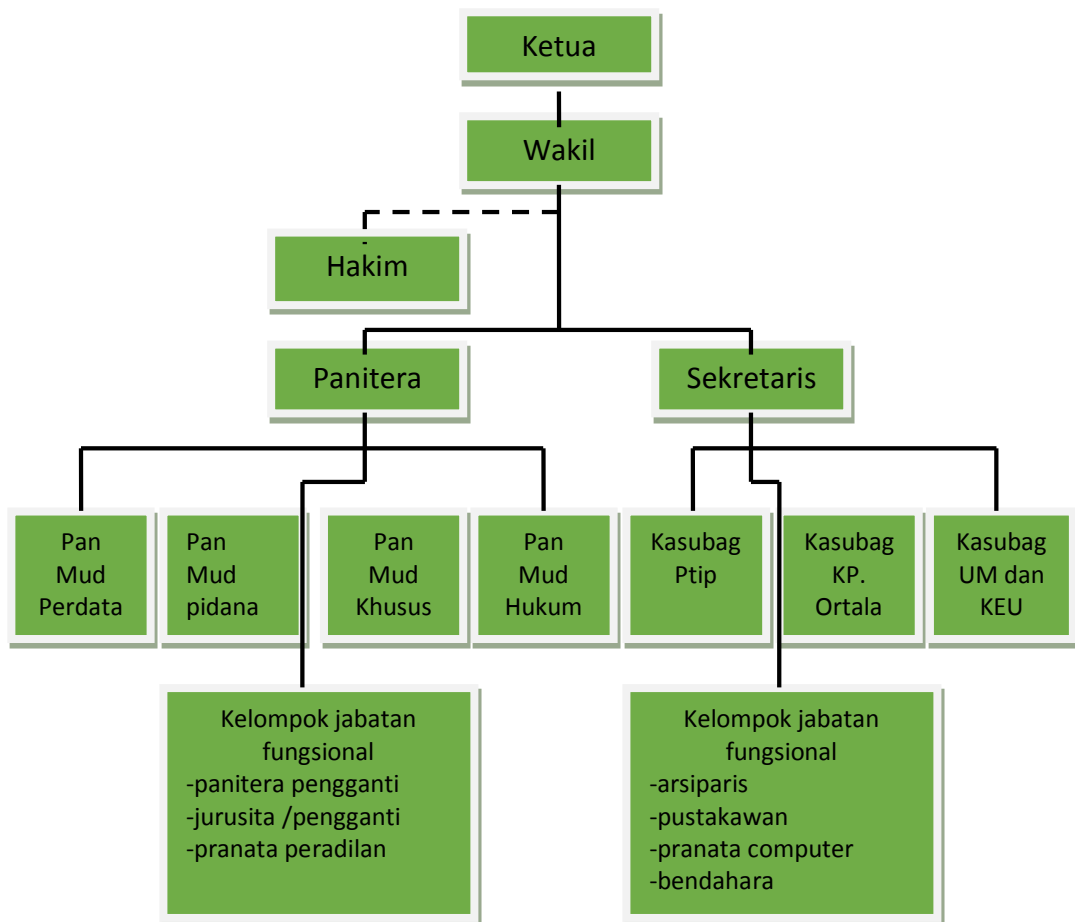 Ketua
Wakil
Hakim
Panitera
Sekretaris
Pan
Mud
Perdata
Pan
Mud
pidana
Pan
Mud
Khusus
Pan
Mud
Hukum
Kasubag
Ptip
Kasubag
KP.
Ortala
Kasubag
UM dan
KEU
Kelompok jabatan
fungsional
-panitera pengganti
-jurusita /pengganti
-pranata peradilan
Kelompok jabatan
fungsional
-arsiparis
-pustakawan
-pranata computer
-bendahara